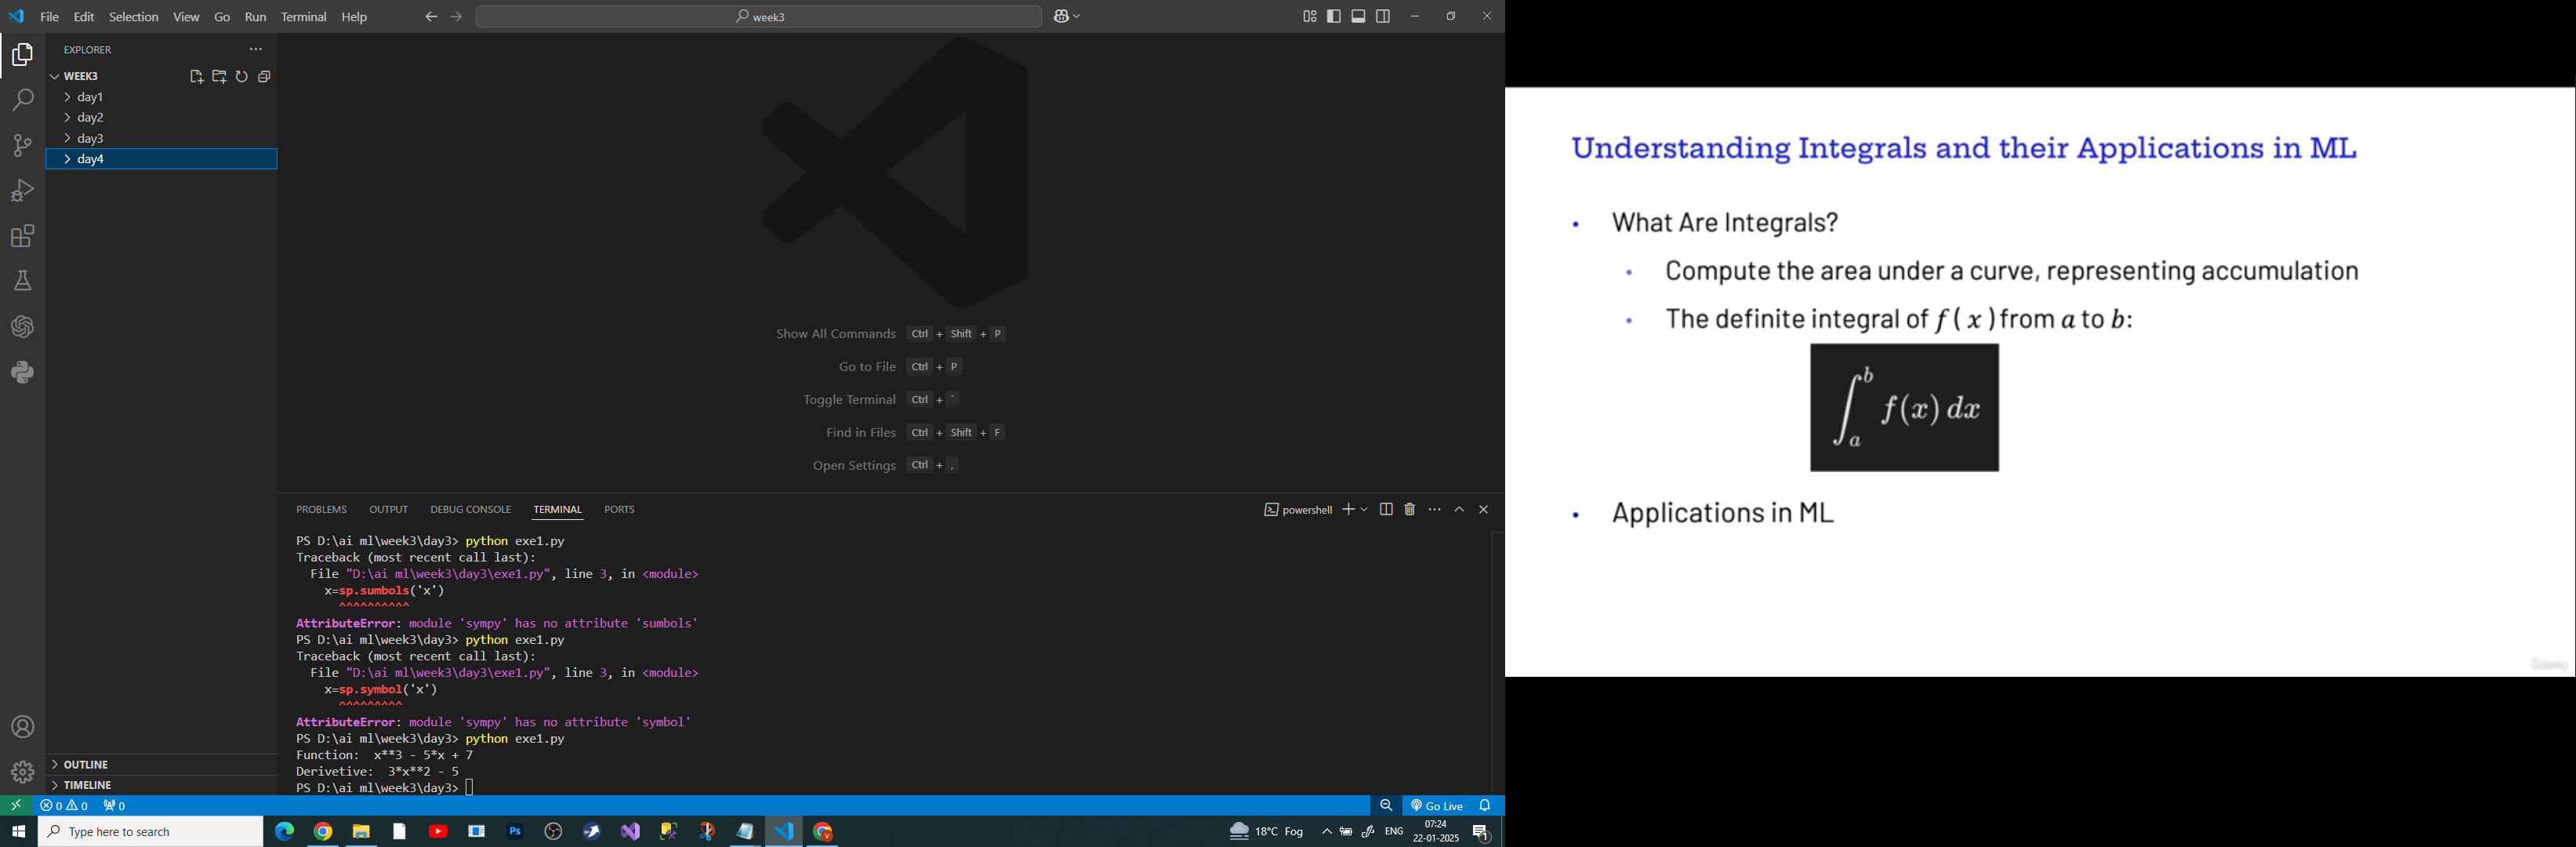 File Edit Selection View Go Run Terminal Help
week3
EXPLORER
WEEK3
day1
day2
day3
day4
Show All Commands Ctrl + Shift + P
Go to File Ctrl + P
Toggle Terminal Ctrl + `
Find in Files Ctrl + Shift + F
Open Settings Ctrl + ,
PROBLEMS OUTPUT DEBUG CONSOLE TERMINAL PORTS
powershell
PS D:\ai ml\week3\day3> python exe1.py
Traceback (most recent call last):
File "D:\ai ml\week3\day3\exe1.py", line 3, in <module>
x=sp.sumbols('x')
^^^^^^^^^^
AttributeError: module 'sympy' has no attribute 'sumbols'
PS D:\ai ml\week3\day3> python exe1.py
Traceback (most recent call last):
File "D:\ai ml\week3\day3\exe1.py", line 3, in <module>
x=sp.symbol('x')
^^^^^^^^^
AttributeError: module 'sympy' has no attribute 'symbol'
PS D:\ai ml\week3\day3> python exe1.py
Function: x**3 - 5*x + 7
Derivetive: 3*x**2 - 5
PS D:\ai ml\week3\day3>
OUTLINE
TIMELINE
0 0 0
Go Live
Type here to search
Ps
18°C Fog
ENG
07:24
22-01-2025
1
Understanding Integrals and their Applications in ML
• What Are Integrals?
• Compute the area under a curve, representing accumulation
• The definite integral of f ( x ) from a to b:
∫_a^b f(x) dx
• Applications in ML
Udemy